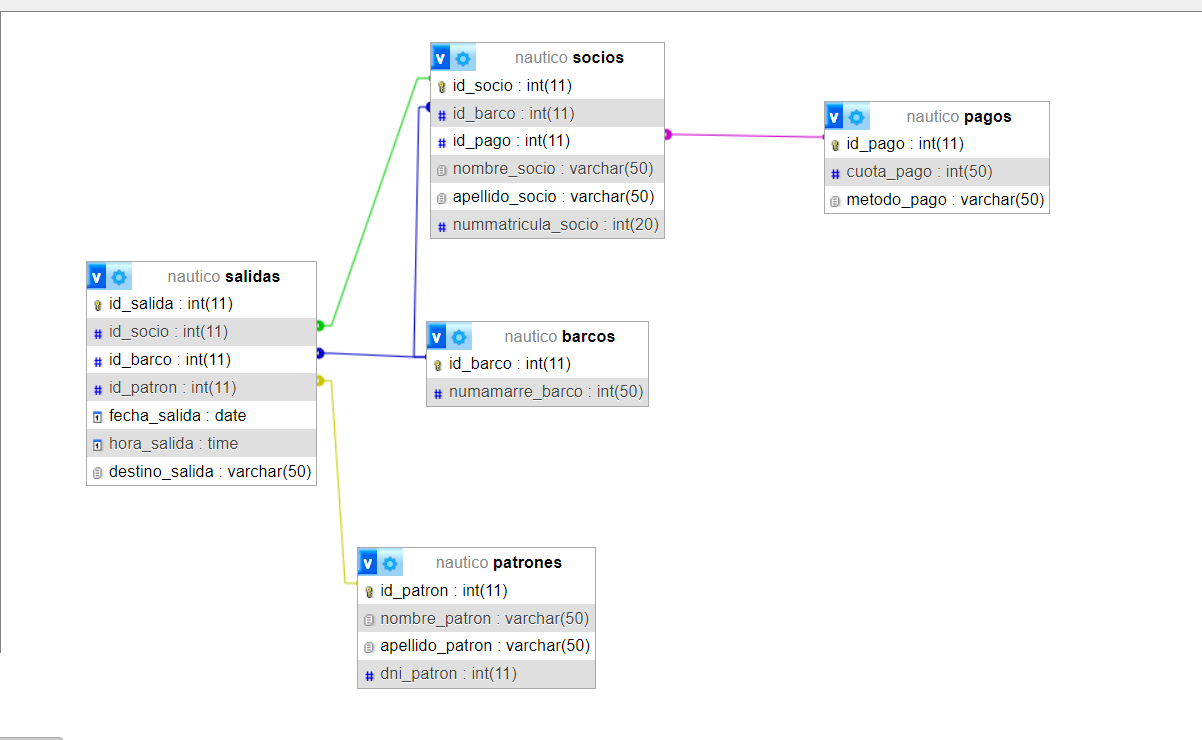 v nautico socios
id_socio : int(11)
id_barco : int(11)
id_pago : int(11)
nombre_socio : varchar(50)
apellido_socio : varchar(50)
nummatricula_socio : int(20)
v nautico pagos
id_pago : int(11)
cuota_pago : int(50)
metodo_pago : varchar(50)
v nautico salidas
id_salida : int(11)
id_socio : int(11)
id_barco : int(11)
id_patron : int(11)
fecha_salida : date
hora_salida : time
destino_salida : varchar(50)
v nautico barcos
id_barco : int(11)
numamarre_barco : int(50)
v nautico patrones
id_patron : int(11)
nombre_patron : varchar(50)
apellido_patron : varchar(50)
dni_patron : int(11)